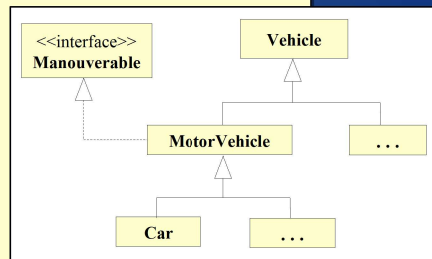 <<interface>>
Manouverable
Vehicle
MotorVehicle
...
Car
...